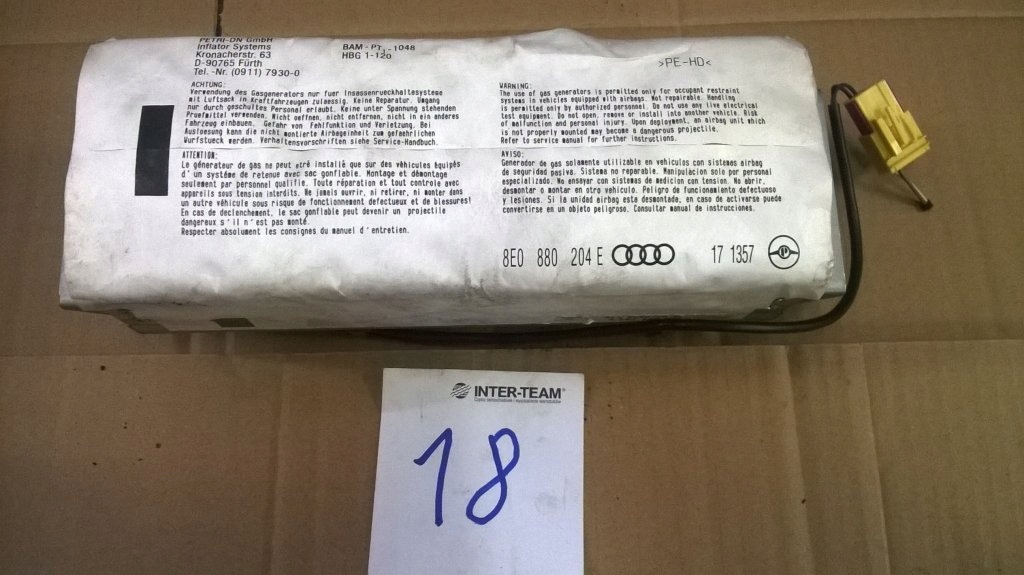 PETRI-DN GmbH
Inflator Systems
Kronacherstr. 63
D-90765 Fürth
Tel. -Nr. (0911) 7930-0
BAM - PT1 -1048
HBG 1-120
>PE-HD<
ACHTUNG:
Verwendung des Gasgenerators nur fuer Insassenrueckhaltesysteme
mit Luftsack in Kraftfahrzeugen zulaessig. Keine Reparatur. Umgang
nur durch geschultes Personal erlaubt. Keine unter Spannung stehenden
Pruefmittel verwenden. Nicht oeffnen, nicht entfernen, nicht in ein anderes
Fahrzeug einbauen. Gefahr von Fehlfunktion und Verletzung. Bei
Ausloesung kann die nicht montierte Airbageinheit zum gefaehrlichen
Wurfstueck werden. Verhaltensvorschriften siehe Service-Handbuch.
WARNING:
The use of gas generators is permitted only for occupant restraint
systems in vehicles equipped with airbags. Not repairable. Handling
is permitted only by authorized personnel. Do not use any live electrical
test equipment. Do not open, remove or install into another vehicle. Risk
of malfunction and personal injury. Upon deployment, an airbag unit which
is not properly mounted may become a dangerous projectile.
Refer to service manual for further instructions.
ATTENTION:
Le génerateur de gas ne peut etré installé que sur des véhicules équipés
d'un système de retenue avec sac gonflable. Montage et démontage
seulement par personnel qualifie. Toute réparation et tout controle avec
appareils sous tension interdits. Ne jamais ouvrir, ni retirer, ni monter dans
un autre véhicule sous risque de fonctionnement defectueux et de blessures!
En cas de declenchement, le sac gonflable peut devenir un projectile
dangereux s'il n'est pas monté.
Respecter absolument les consignes du manuel d'entretien.
AVISO:
Generador de gas solamente utilizable en vehiculos con sistemas airbag
de seguridad pasiva. Sistema no reparable. Manipulacion solo por personal
especializado. No ensayar con sistemas de medicion con tension. No abrir,
desmontar o montar en otro vehiculo. Peligro de funcionamiento defectuoso
y lesiones. Si la unidad airbag esta desmontada, en caso de activarse puede
convertirse en un objeto peligroso. Consultar manual de instrucciones.
8E0 880 204 E
17 1357
P
INTER-TEAM®
18